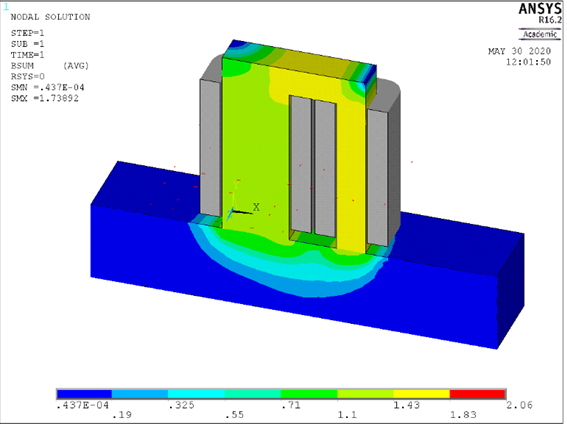 1
NODAL SOLUTION
STEP=1
SUB =1
TIME=1
BSUM (AVG)
RSYS=0
SMN =.437E-04
SMX =1.73892
ANSYS
R16.2
Academic
MAY 30 2020
12:01:50
X
.437E-04 .325 .71 1.43 2.06
.19 .55 1.1 1.83